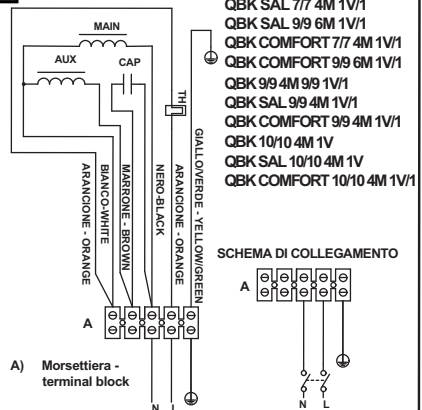 QBK SAL 7/7 4M 1V/1
QBK SAL 9/9 6M 1V/1
QBK COMFORT 7/7 4M 1V/1
QBK COMFORT 9/9 6M 1V/1
QBK 9/9 4M 9/9 1V/1
QBK SAL 9/9 4M 1V/1
QBK COMFORT 9/9 4M 1V/1
QBK 10/10 4M 1V
QBK SAL 10/10 4M 1V
QBK COMFORT 10/10 4M 1V/1
MAIN
AUX
CAP
TH
ARANCIONE - ORANGE
BIANCO-WHITE
MARRONE - BROWN
NERO-BLACK
ARANCIONE - ORANGE
GIALLO/VERDE - YELLOW/GREEN
A
N L
A) Morsettiera -
terminal block
SCHEMA DI COLLEGAMENTO
A
N L